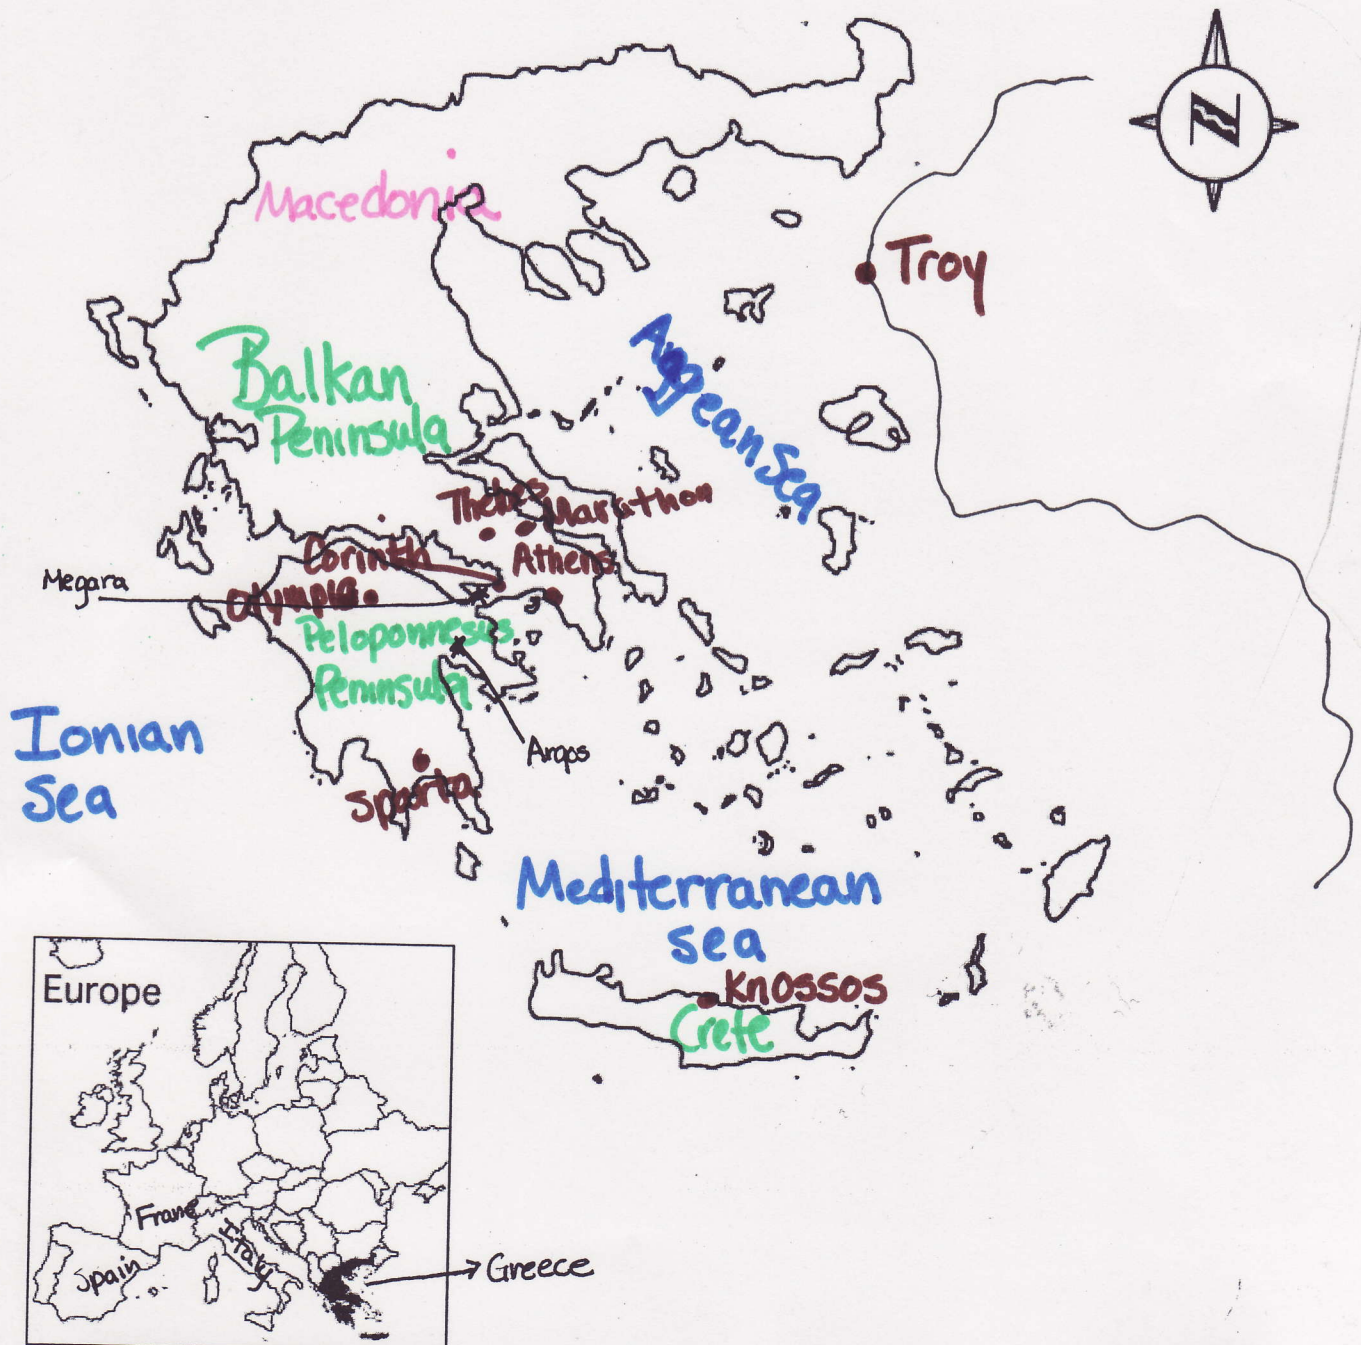 N
Macedonia
Troy
Balkan
Peninsula
Aegean Sea
Thebes
Marathon
Corinth
Athens
Megara
Olympia
Peloponnesus
Peninsula
Ionian
Sea
Argos
Sparta
Mediterranean
sea
Knossos
Crete
Europe
France
Italy
Spain
Greece